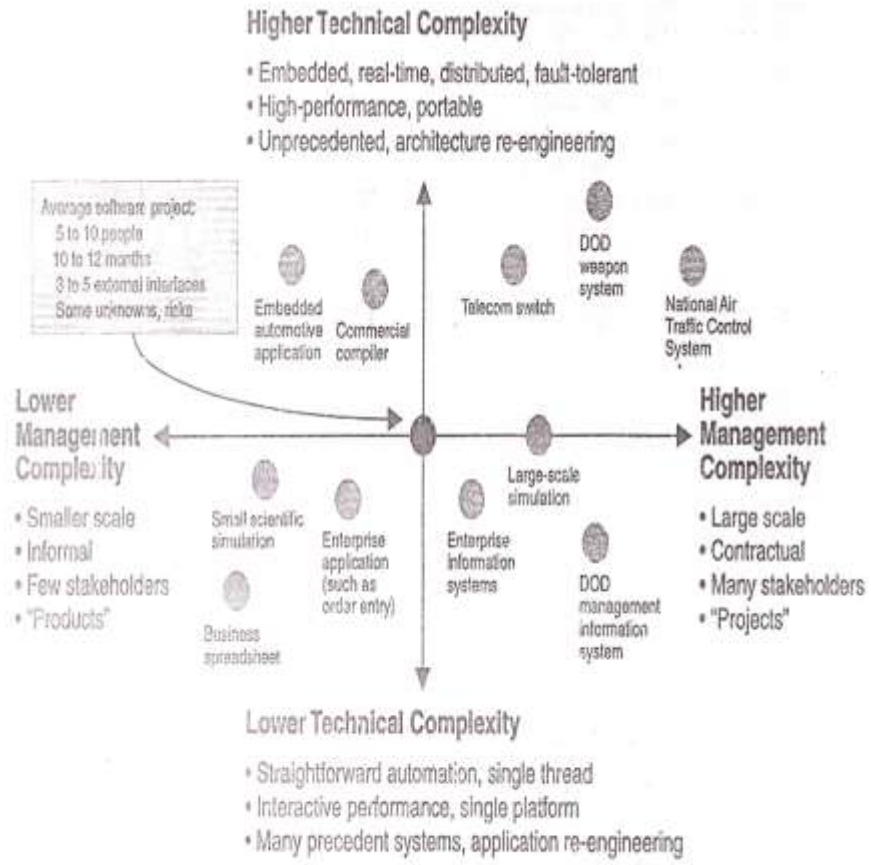 Higher Technical Complexity
• Embedded, real-time, distributed, fault-tolerant
• High-performance, portable
• Unprecedented, architecture re-engineering
Average software project:
5 to 10 people
10 to 12 months
3 to 5 external interfaces
Some unknowns, risks
Embedded
automotive
application
Commercial
compiler
Telecom switch
DOD
weapon
system
National Air
Traffic Control
System
Lower
Management
Complexity
• Smaller scale
• Informal
• Few stakeholders
• "Products"
Small scientific
simulation
Enterprise
application
(such as
order entry)
Business
spreadsheet
Large-scale
simulation
Enterprise
information
systems
DOD
management
information
system
Higher
Management
Complexity
• Large scale
• Contractual
• Many stakeholders
• "Projects"
Lower Technical Complexity
• Straightforward automation, single thread
• Interactive performance, single platform
• Many precedent systems, application re-engineering